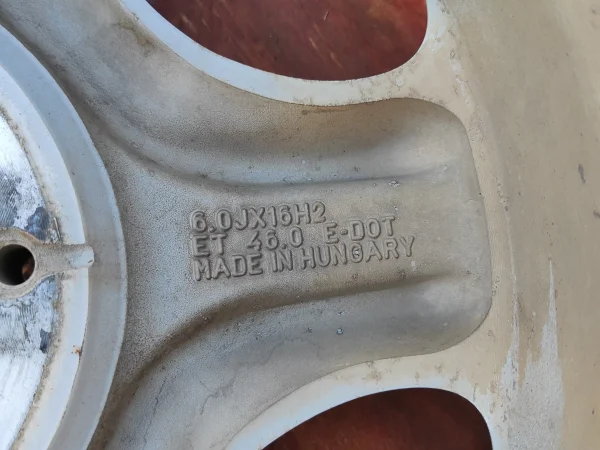 6.0JX16H2
ET 46.0 E-DOT
MADE IN HUNGARY